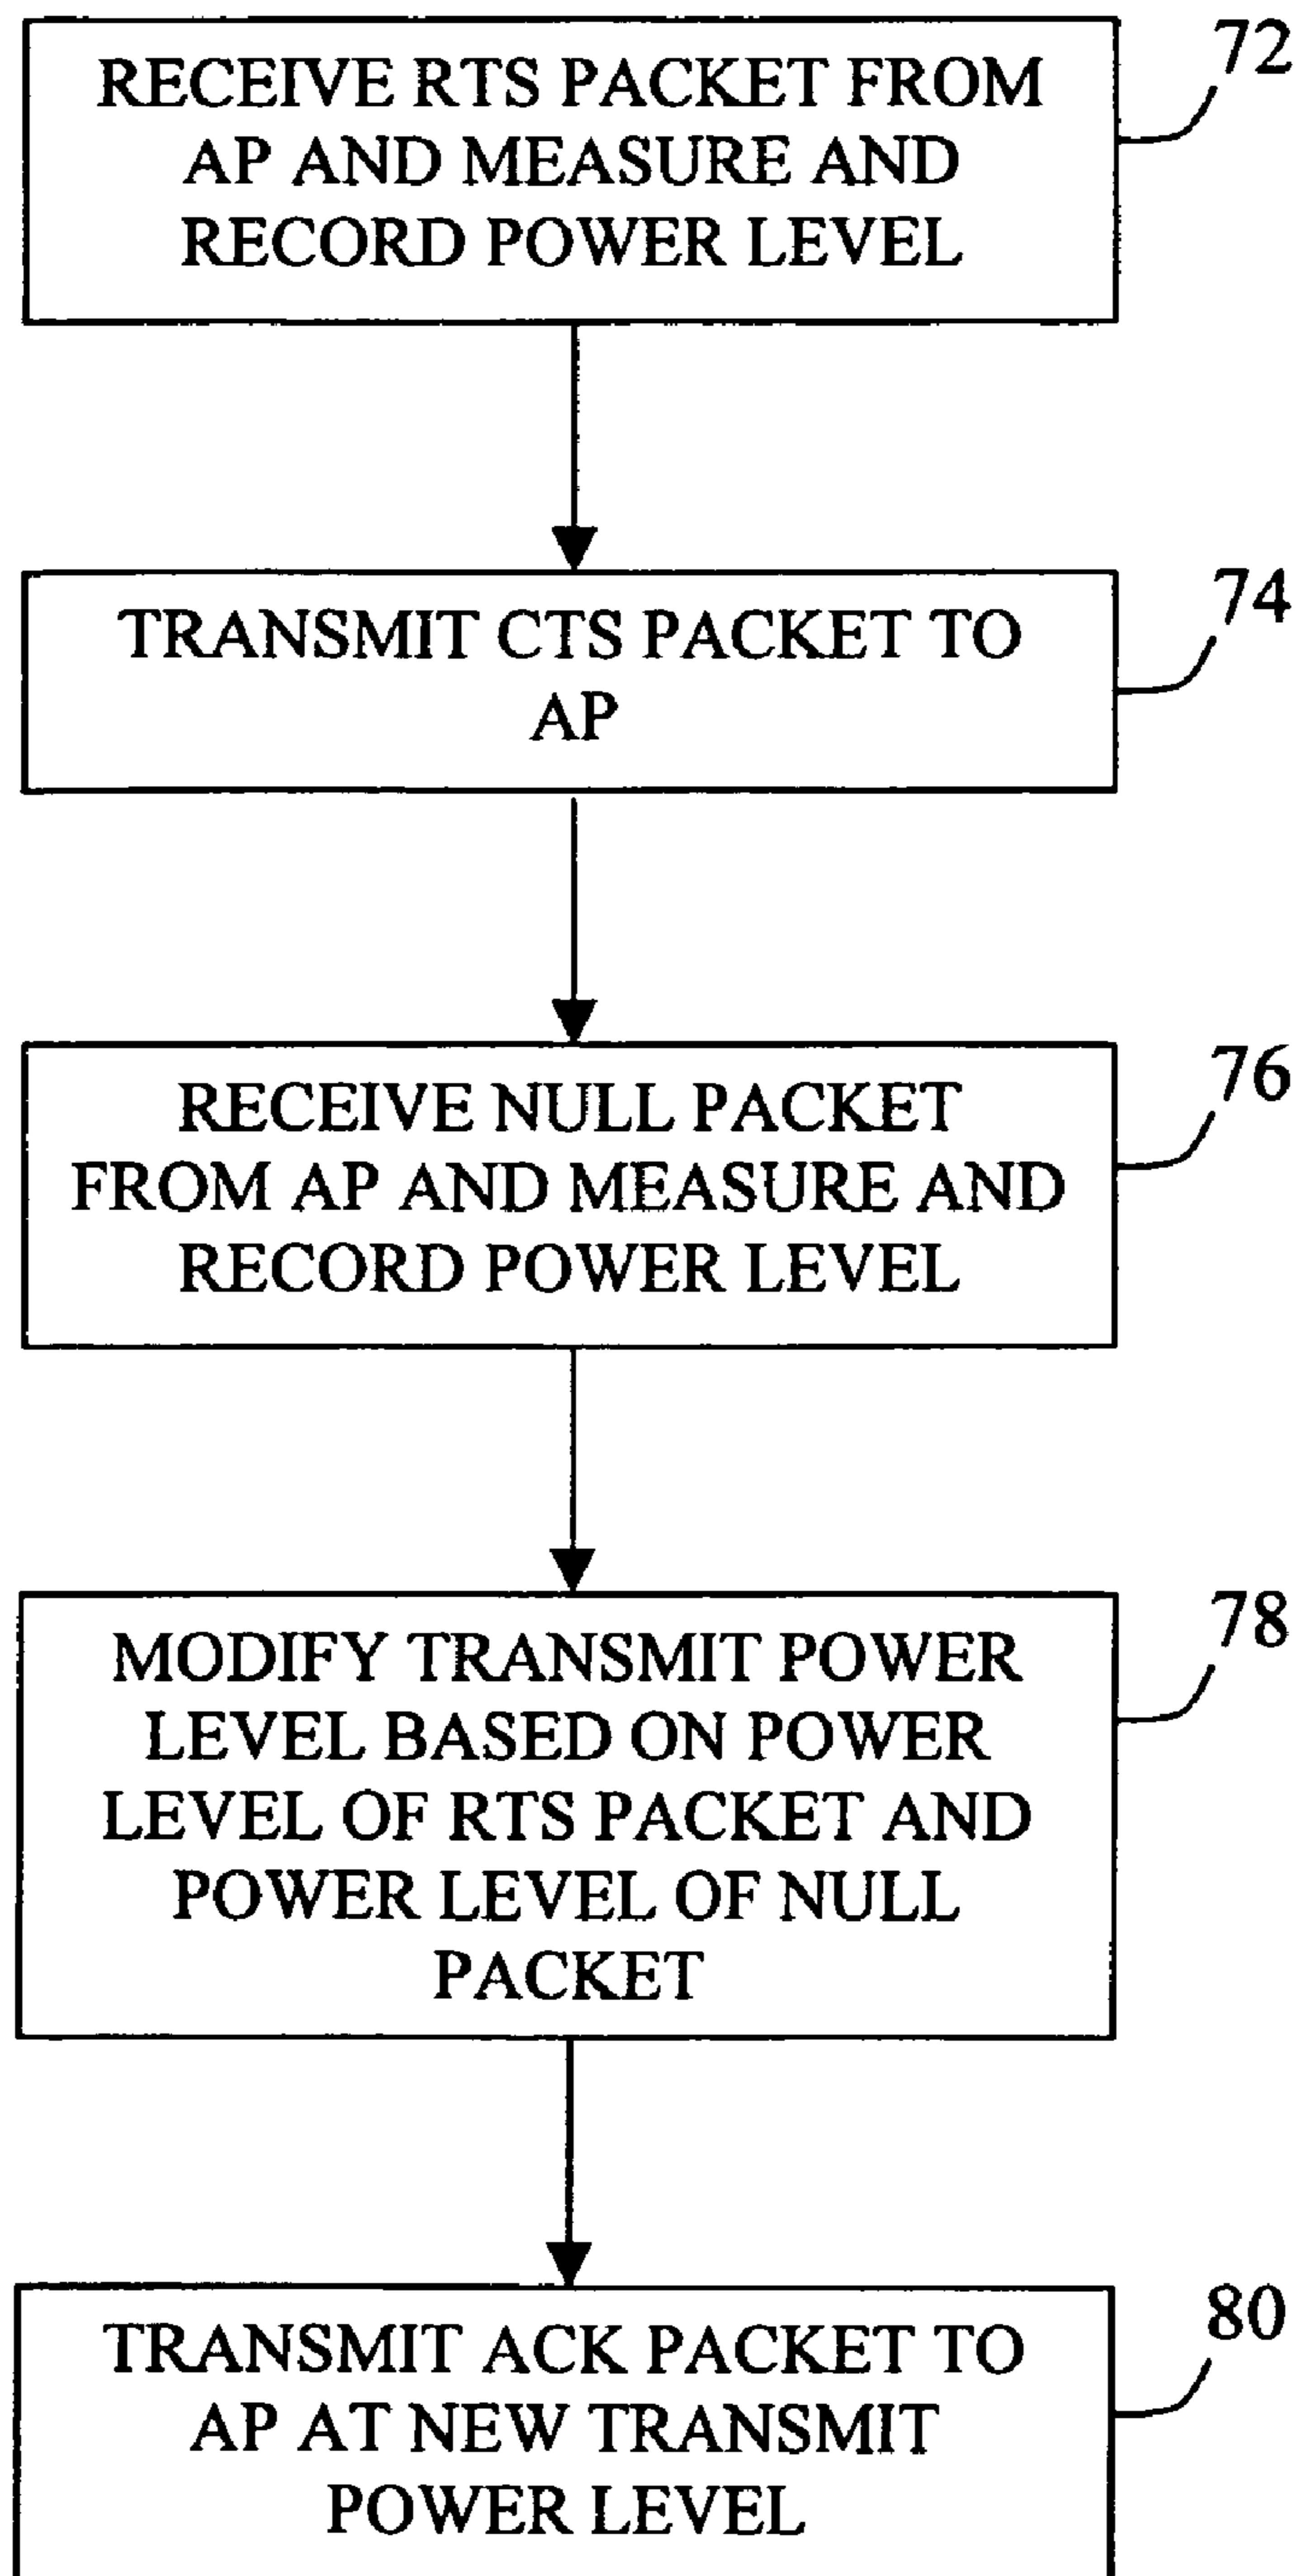 72
RECEIVE RTS PACKET FROM
AP AND MEASURE AND
RECORD POWER LEVEL
74
TRANSMIT CTS PACKET TO
AP
76
RECEIVE NULL PACKET
FROM AP AND MEASURE AND
RECORD POWER LEVEL
78
MODIFY TRANSMIT POWER
LEVEL BASED ON POWER
LEVEL OF RTS PACKET AND
POWER LEVEL OF NULL
PACKET
80
TRANSMIT ACK PACKET TO
AP AT NEW TRANSMIT
POWER LEVEL